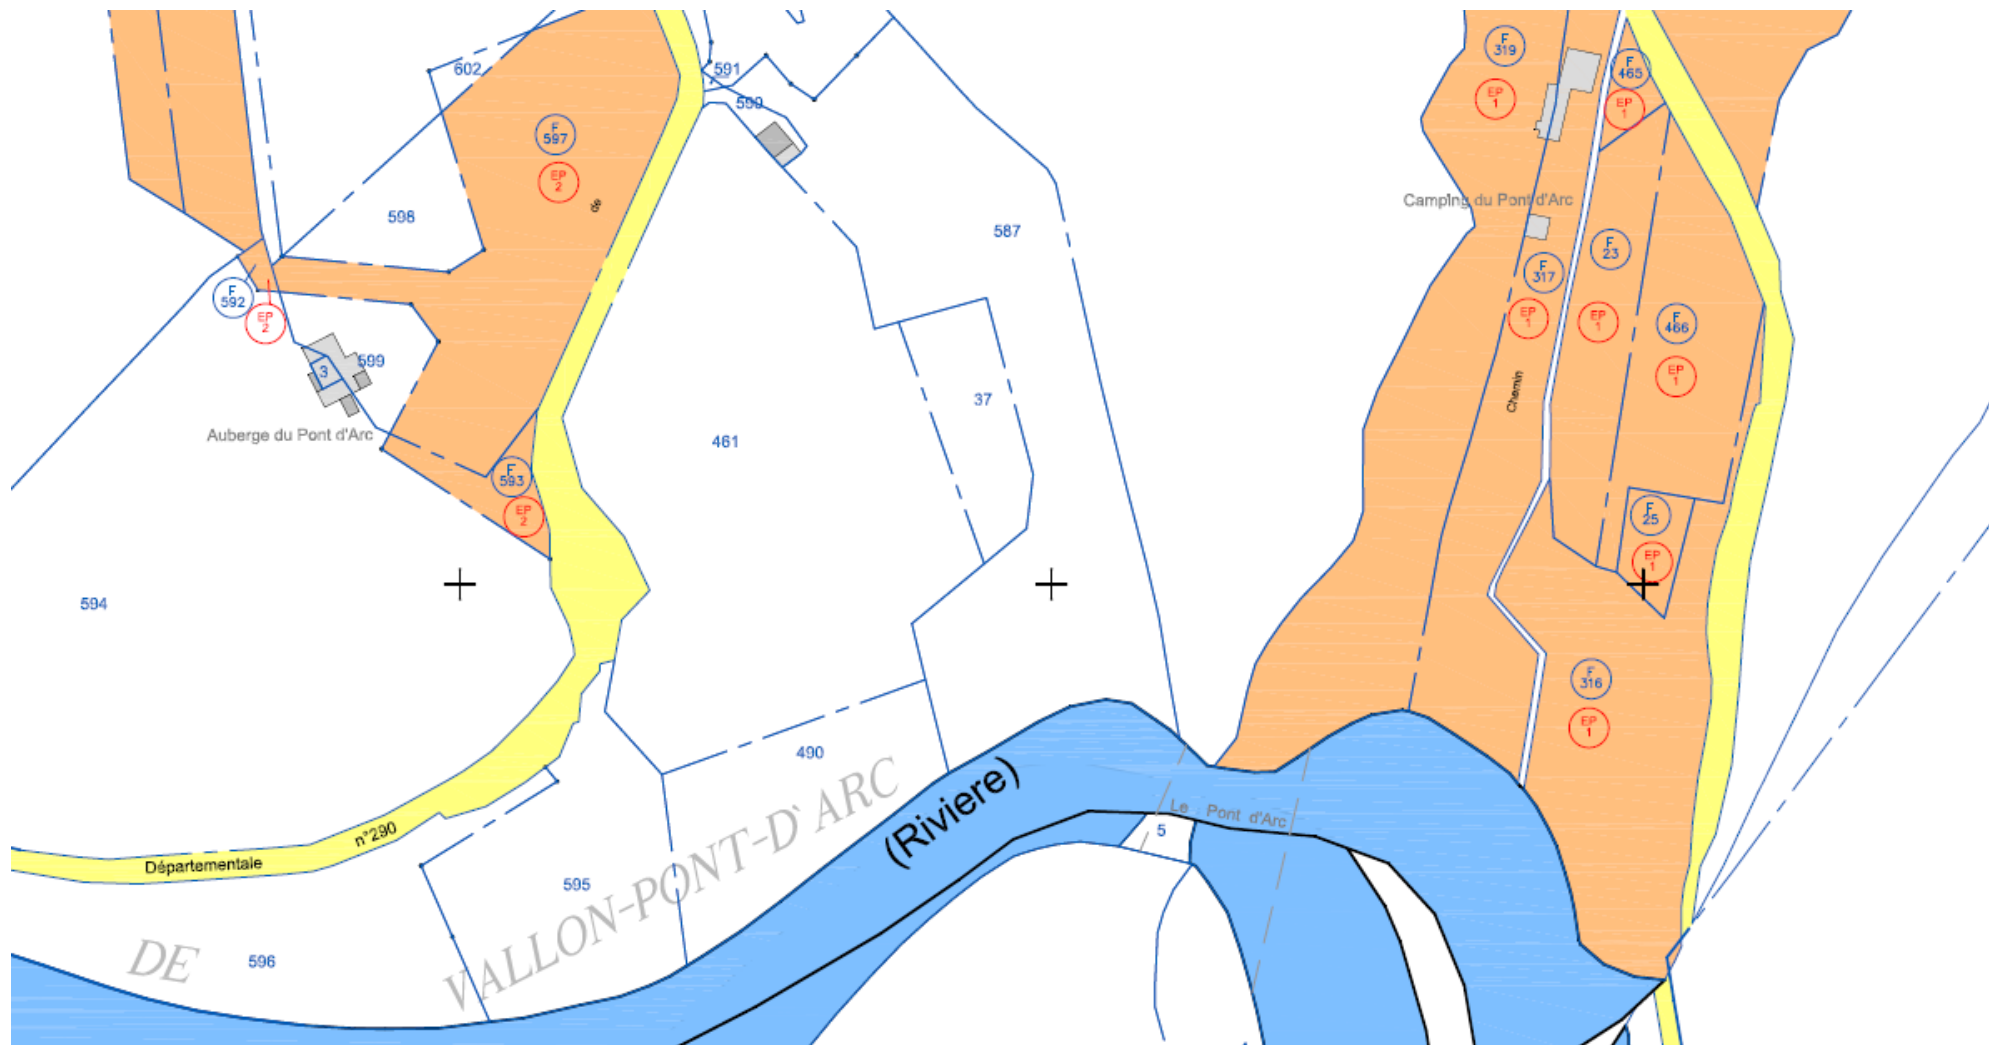 602
591
599
F
597
EP
2
de
598
587
F
592
EP
2
3
599
Auberge du Pont d'Arc
37
461
F
593
EP
2
594
490
595
596
Départementale
n°290
DE
VALLON-PONT-D`ARC
(Riviere)
Le Pont d'Arc
5
F
319
EP
1
F
465
EP
1
Camping du Pont d'Arc
F
23
F
317
EP
1
EP
1
F
466
EP
1
Chemin
F
25
EP
1
F
316
EP
1